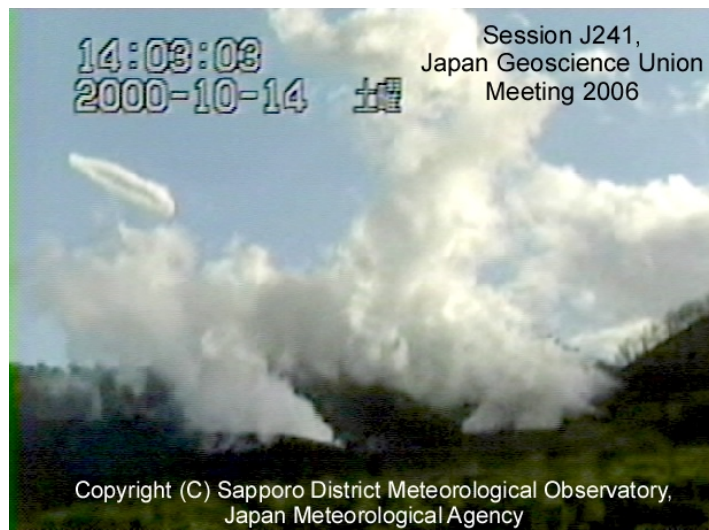 14:03:03
2000-10-14 土曜
Session J241,
Japan Geoscience Union
Meeting 2006
Copyright (C) Sapporo District Meteorological Observatory,
Japan Meteorological Agency